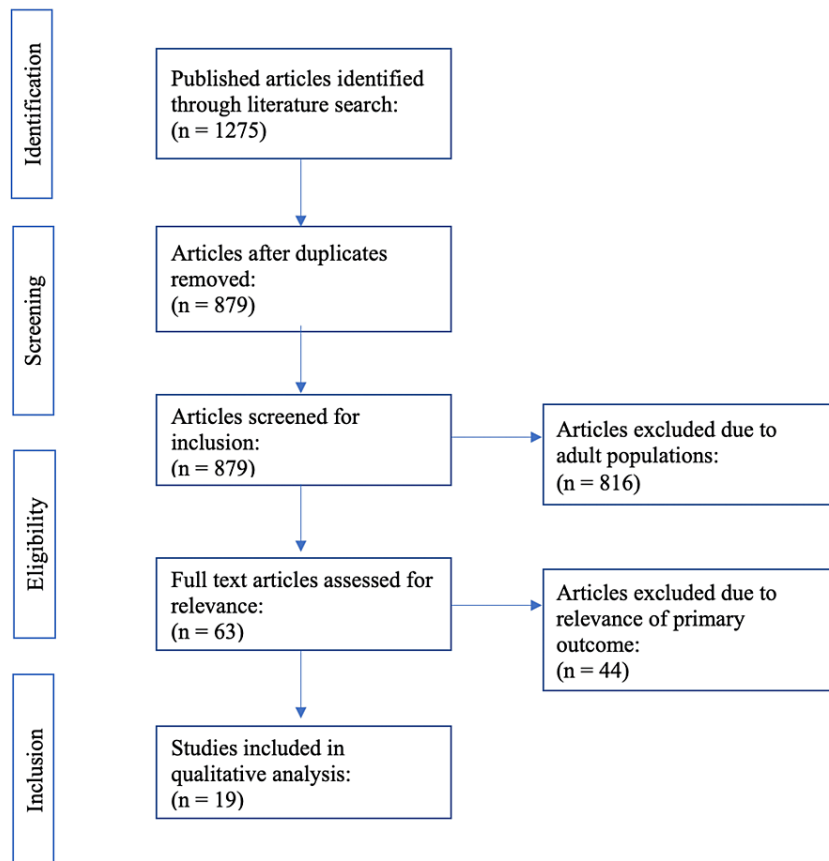 Identification
Published articles identified
through literature search:
(n = 1275)
Screening
Articles after duplicates
removed:
(n = 879)
Articles screened for
inclusion:
(n = 879)
Articles excluded due to
adult populations:
(n = 816)
Eligibility
Full text articles assessed for
relevance:
(n = 63)
Articles excluded due to
relevance of primary
outcome:
(n = 44)
Inclusion
Studies included in
qualitative analysis:
(n = 19)